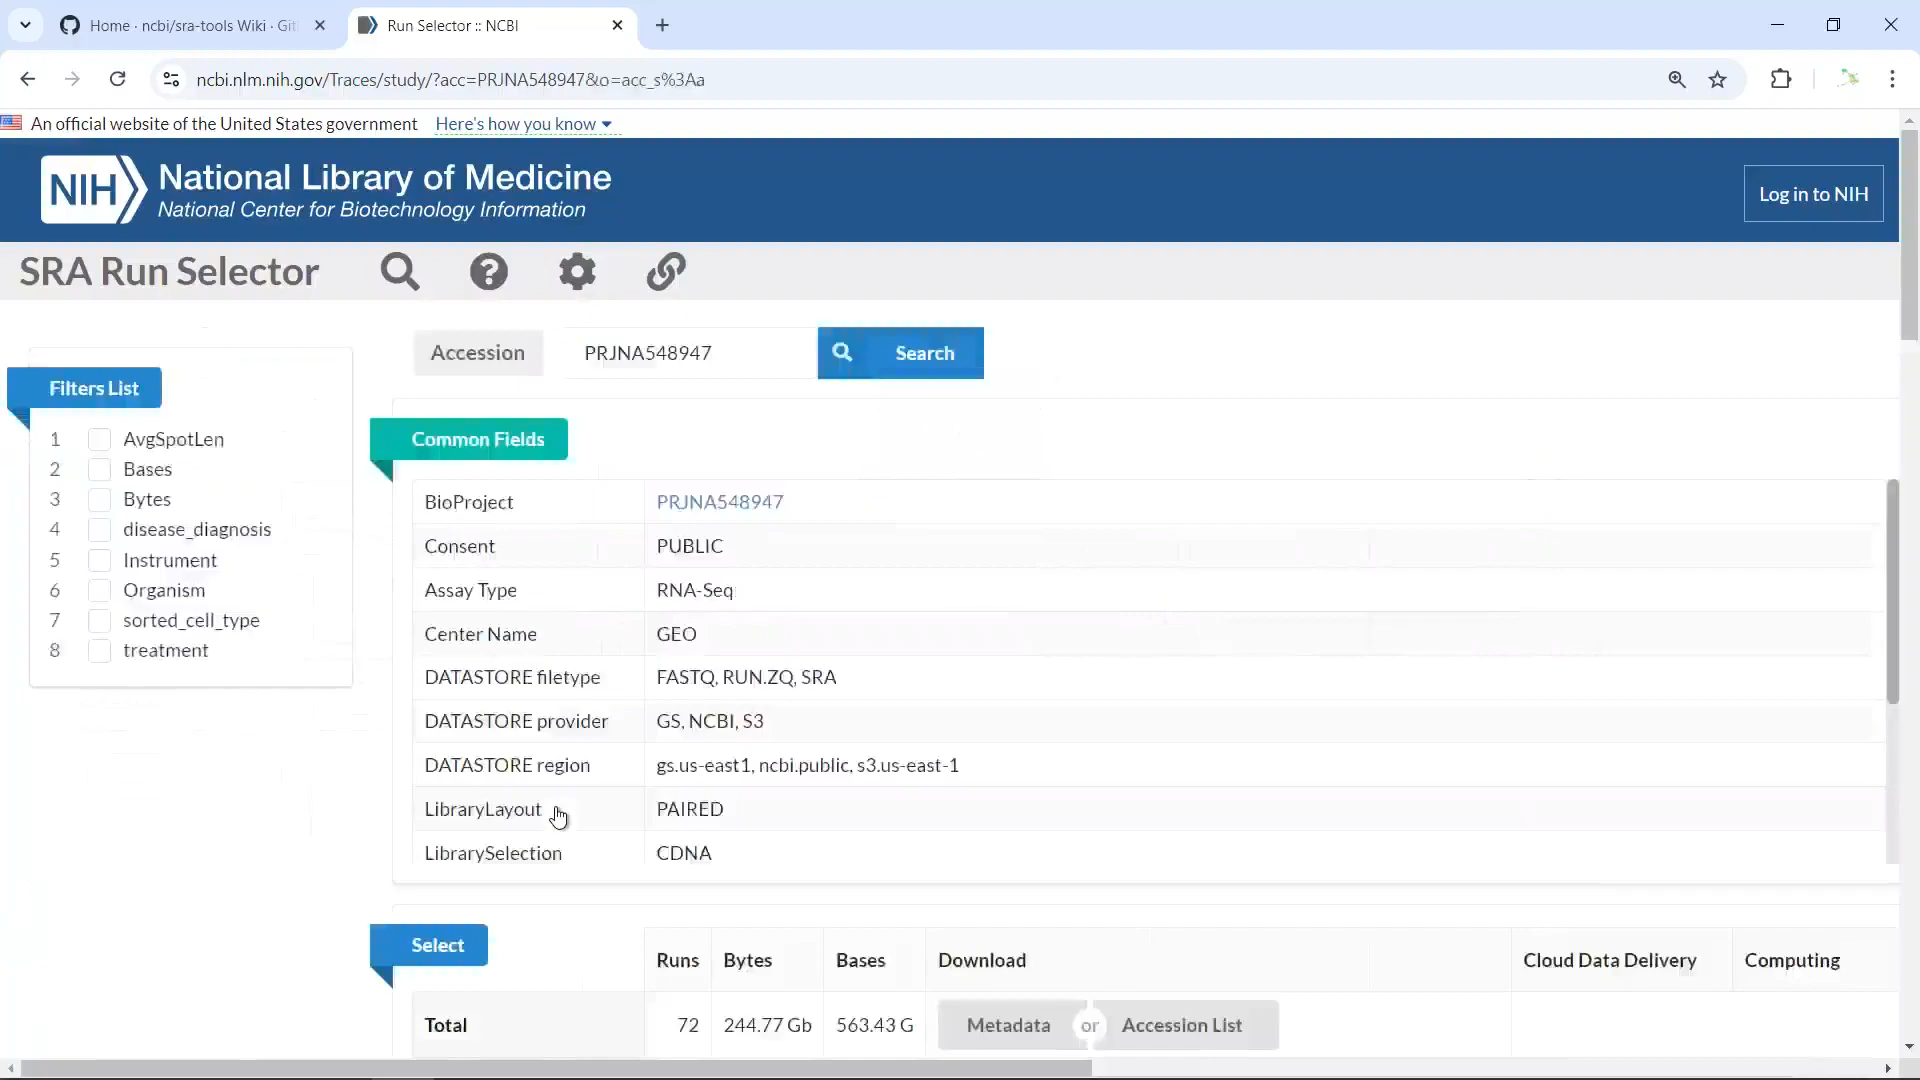 Home · ncbi/sra-tools Wiki · Git
Run Selector :: NCBI
ncbi.nlm.nih.gov/Traces/study/?acc=PRJNA548947&o=acc_s%3Aa
An official website of the United States government Here's how you know
NIH National Library of Medicine
National Center for Biotechnology Information
Log in to NIH
SRA Run Selector
Accession PRJNA548947 Search
Filters List
1 AvgSpotLen
2 Bases
3 Bytes
4 disease_diagnosis
5 Instrument
6 Organism
7 sorted_cell_type
8 treatment
Common Fields
BioProject PRJNA548947
Consent PUBLIC
Assay Type RNA-Seq
Center Name GEO
DATASTORE filetype FASTQ, RUN.ZQ, SRA
DATASTORE provider GS, NCBI, S3
DATASTORE region gs.us-east1, ncbi.public, s3.us-east-1
LibraryLayout PAIRED
LibrarySelection CDNA
Select
Runs Bytes Bases Download Cloud Data Delivery Computing
Total 72 244.77 Gb 563.43 G Metadata or Accession List